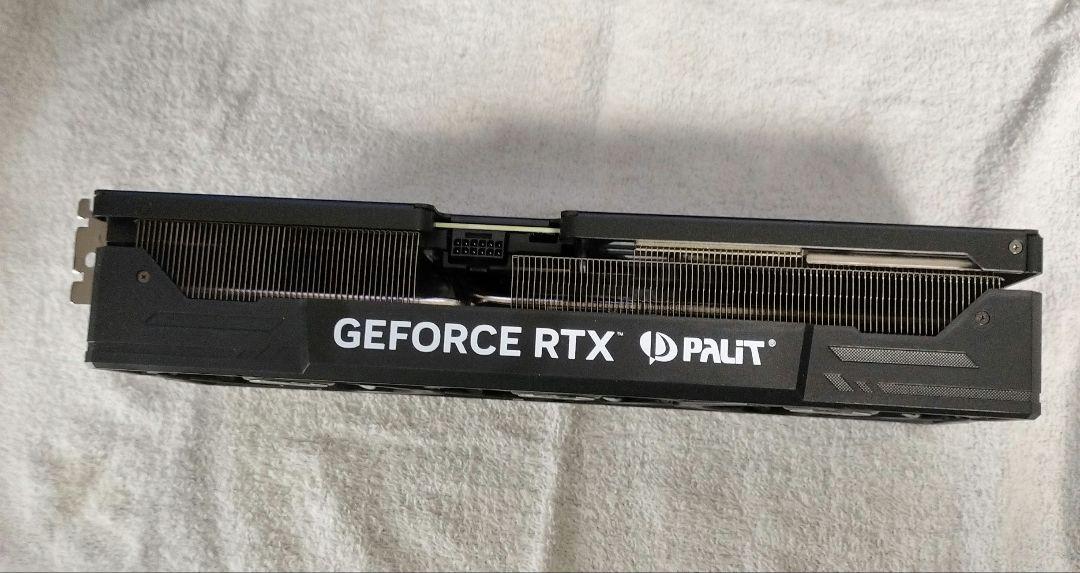 GEFORCE RTX™ PALiT®